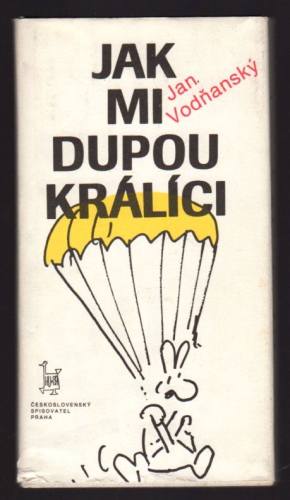 JAK
MI
DUPOU
KRÁLÍCI
Jan
Vodňanský
ČESKOSLOVENSKÝ
SPISOVATEL
PRAHA